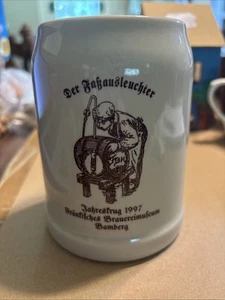 Der Faßausleuchter
Jahreskrug 1997
Fränkisches Brauereimuseum
Bamberg